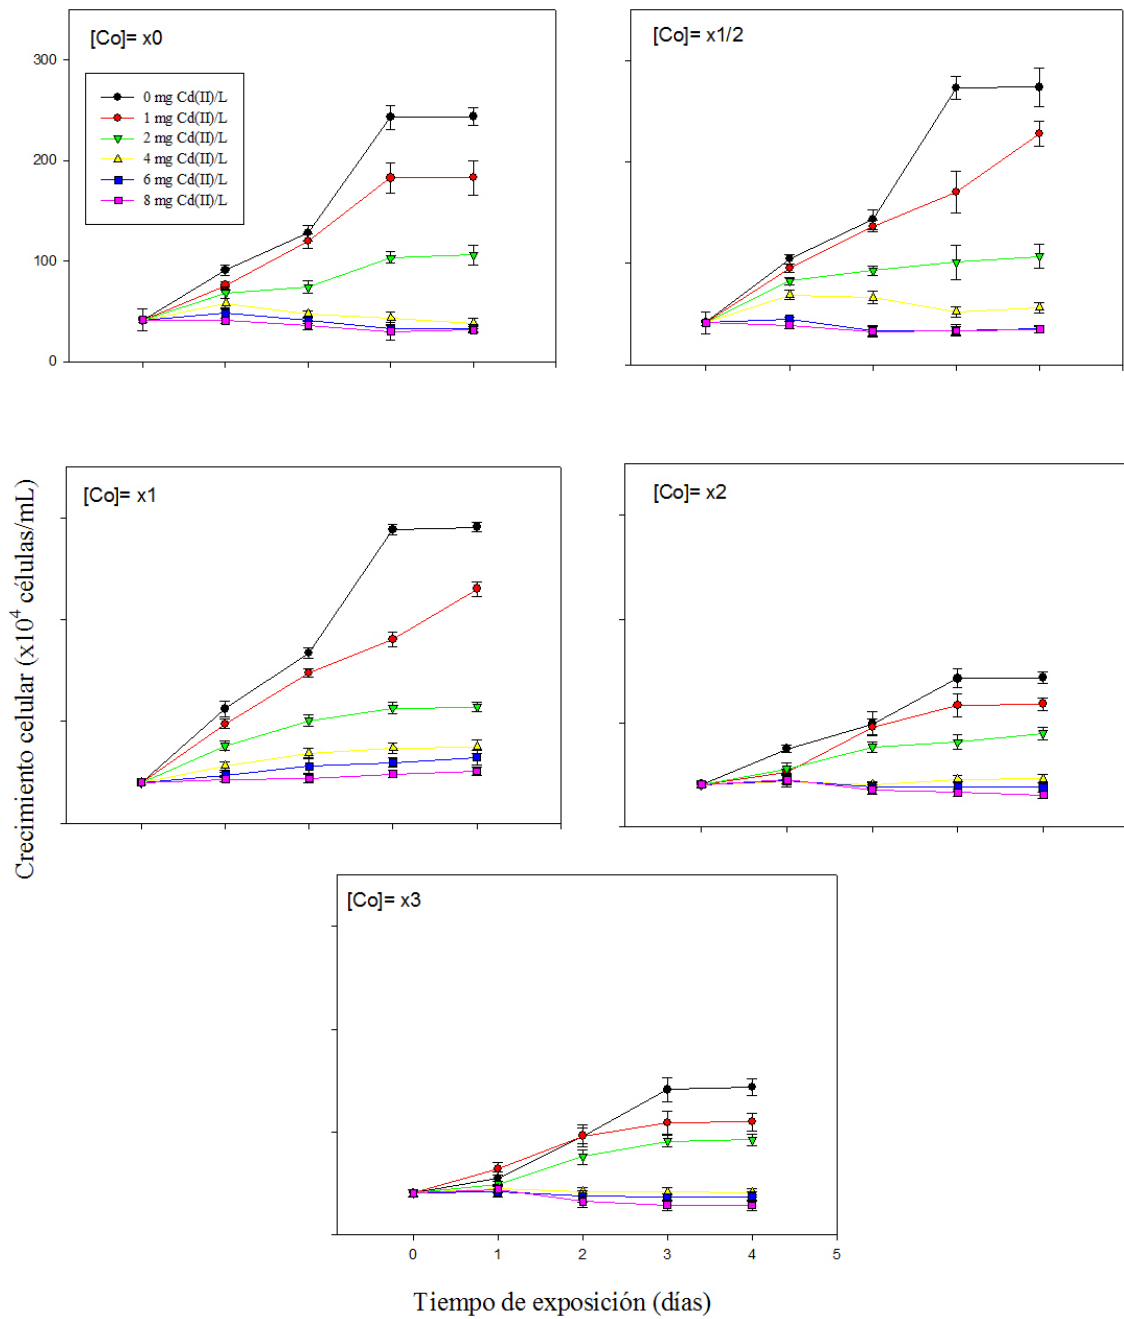 [Co]= x0
300
200
100
0
0 mg Cd(II)/L
1 mg Cd(II)/L
2 mg Cd(II)/L
4 mg Cd(II)/L
6 mg Cd(II)/L
8 mg Cd(II)/L
[Co]= x1/2
[Co]= x1
[Co]= x2
Crecimiento celular (x10⁴ células/mL)
[Co]= x3
0 1 2 3 4 5
Tiempo de exposición (días)